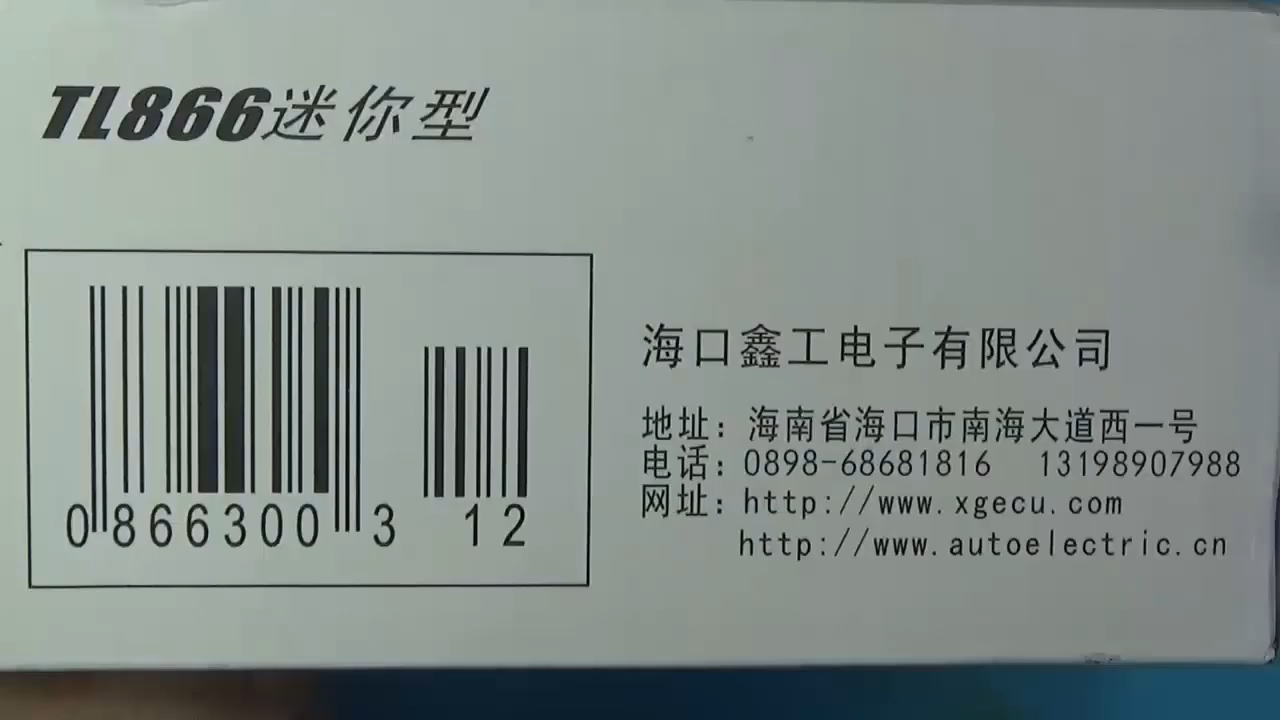 TL866迷你型
0 866300 3 12
海口鑫工电子有限公司
地址：海南省海口市南海大道西一号
电话：0898-68681816 13198907988
网址：http://www.xgecu.com
http://www.autoelectric.cn